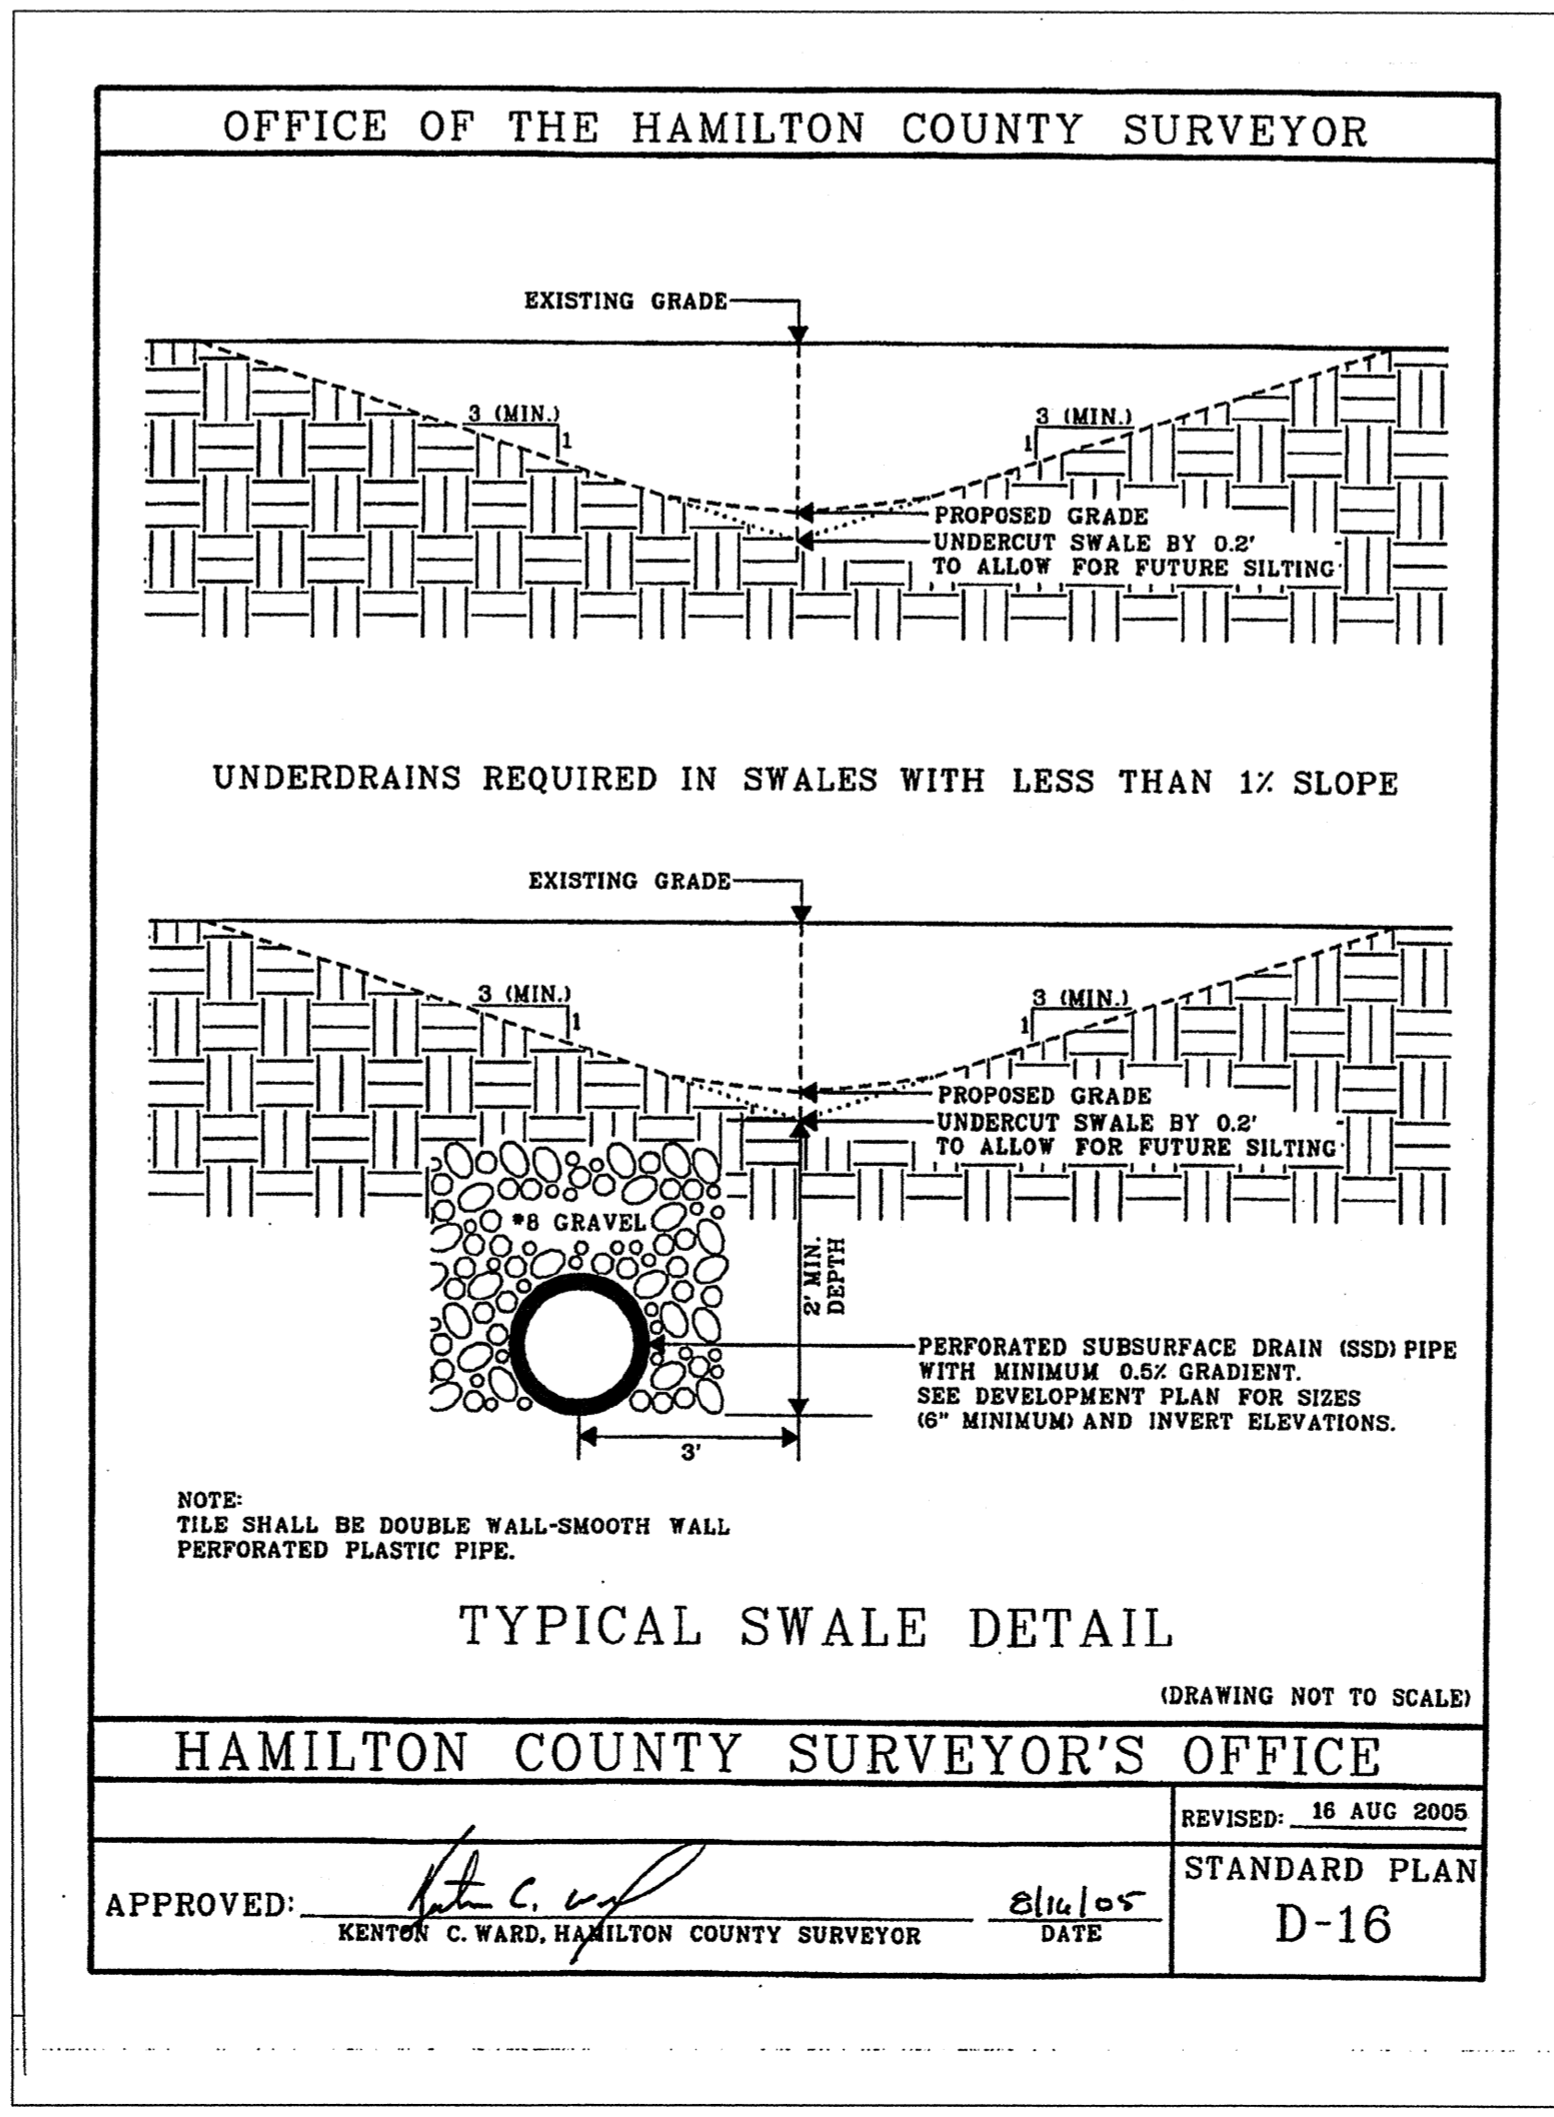 OFFICE OF THE HAMILTON COUNTY SURVEYOR
EXISTING GRADE
3 (MIN.)
1
3 (MIN.)
1
PROPOSED GRADE
UNDERCUT SWALE BY 0.2'
TO ALLOW FOR FUTURE SILTING
UNDERDRAINS REQUIRED IN SWALES WITH LESS THAN 1% SLOPE
EXISTING GRADE
3 (MIN.)
1
3 (MIN.)
1
PROPOSED GRADE
UNDERCUT SWALE BY 0.2'
TO ALLOW FOR FUTURE SILTING
#8 GRAVEL
2' MIN.
DEPTH
PERFORATED SUBSURFACE DRAIN (SSD) PIPE
WITH MINIMUM 0.5% GRADIENT.
SEE DEVELOPMENT PLAN FOR SIZES
(6" MINIMUM) AND INVERT ELEVATIONS.
3'
NOTE:
TILE SHALL BE DOUBLE WALL-SMOOTH WALL
PERFORATED PLASTIC PIPE.
TYPICAL SWALE DETAIL
(DRAWING NOT TO SCALE)
HAMILTON COUNTY SURVEYOR'S OFFICE
REVISED: 16 AUG 2005
APPROVED: Kenton C. Ward 8/16/05
KENTON C. WARD, HAMILTON COUNTY SURVEYOR DATE
STANDARD PLAN
D-16